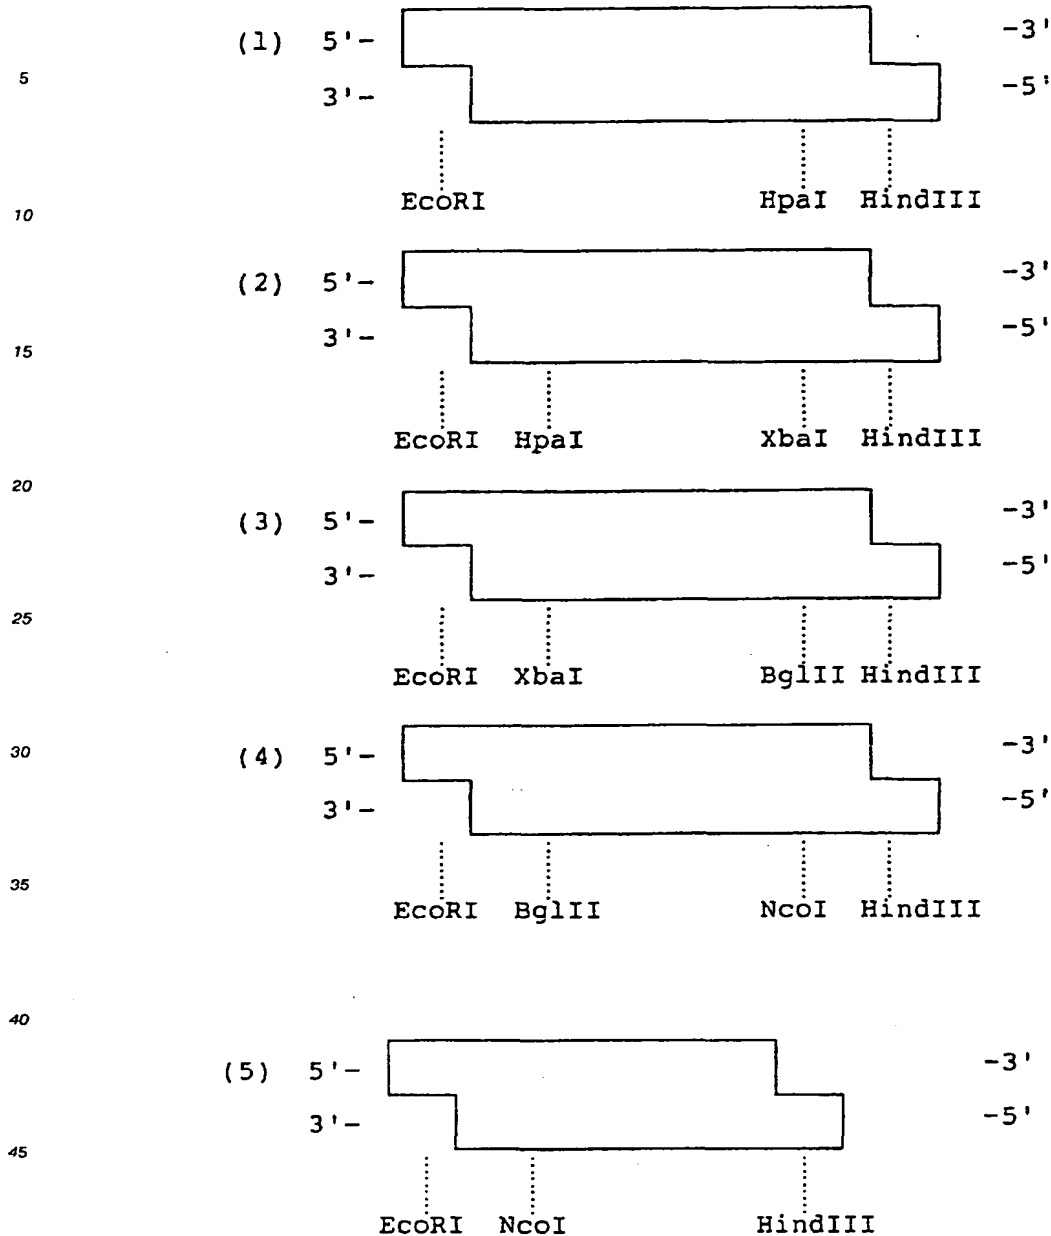 (1) 5'- -3'
5
3'- -5'
EcoRI HpaI HindIII
10
(2) 5'- -3'
3'- -5'
15
EcoRI HpaI XbaI HindIII
20
(3) 5'- -3'
3'- -5'
25
EcoRI XbaI BglII HindIII
30
(4) 5'- -3'
3'- -5'
35
EcoRI BglII NcoI HindIII
40
(5) 5'- -3'
3'- -5'
45
EcoRI NcoI HindIII